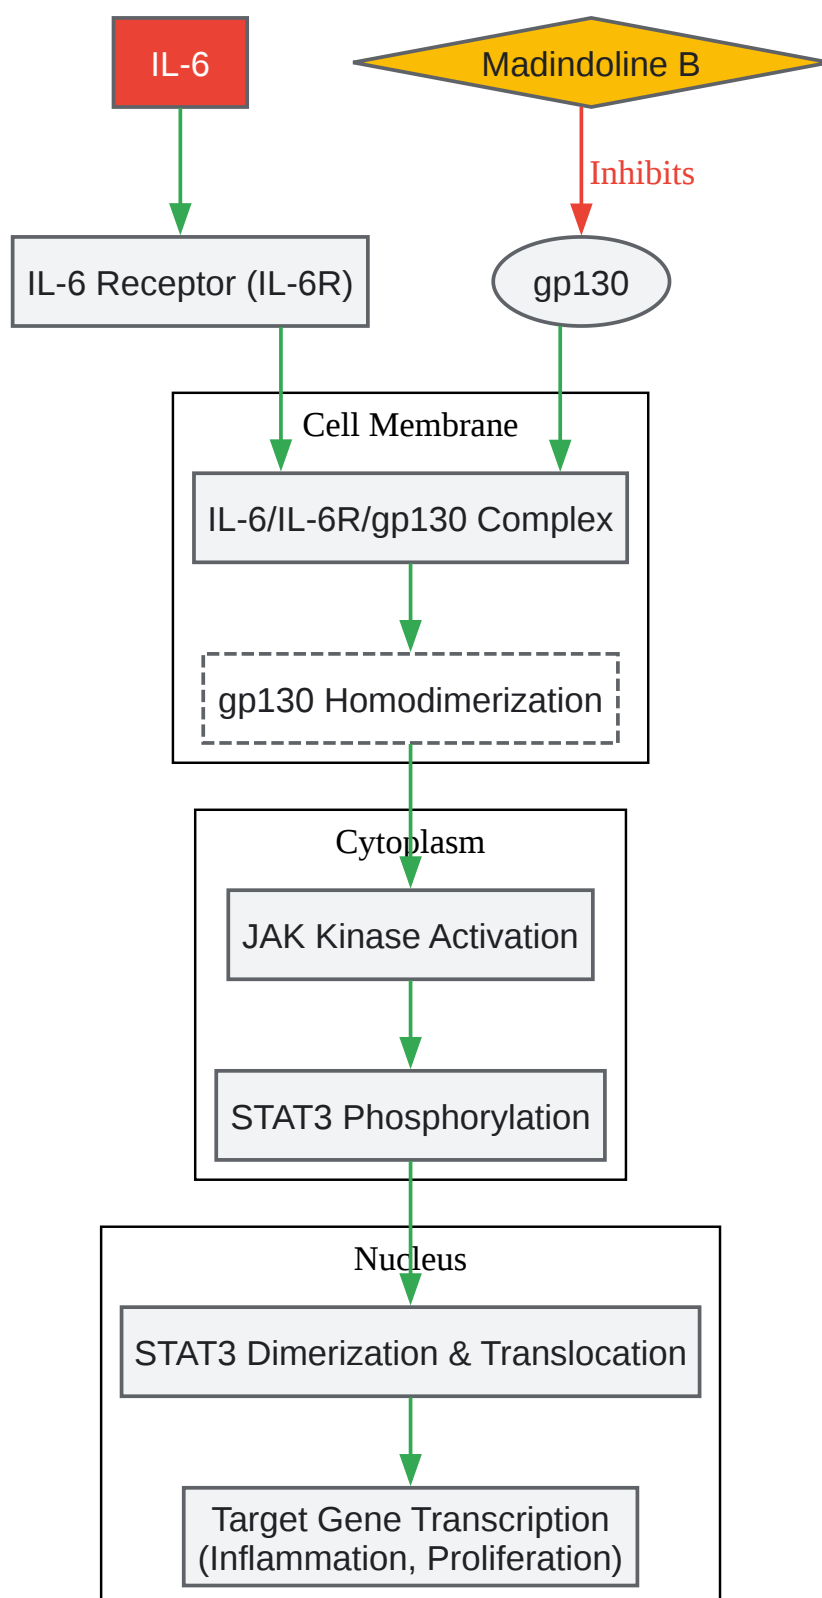 IL-6
Madindoline B
Inhibits
IL-6 Receptor (IL-6R)
gp130
Cell Membrane
IL-6/IL-6R/gp130 Complex
gp130 Homodimerization
Cytoplasm
JAK Kinase Activation
STAT3 Phosphorylation
Nucleus
STAT3 Dimerization & Translocation
Target Gene Transcription
(Inflammation, Proliferation)